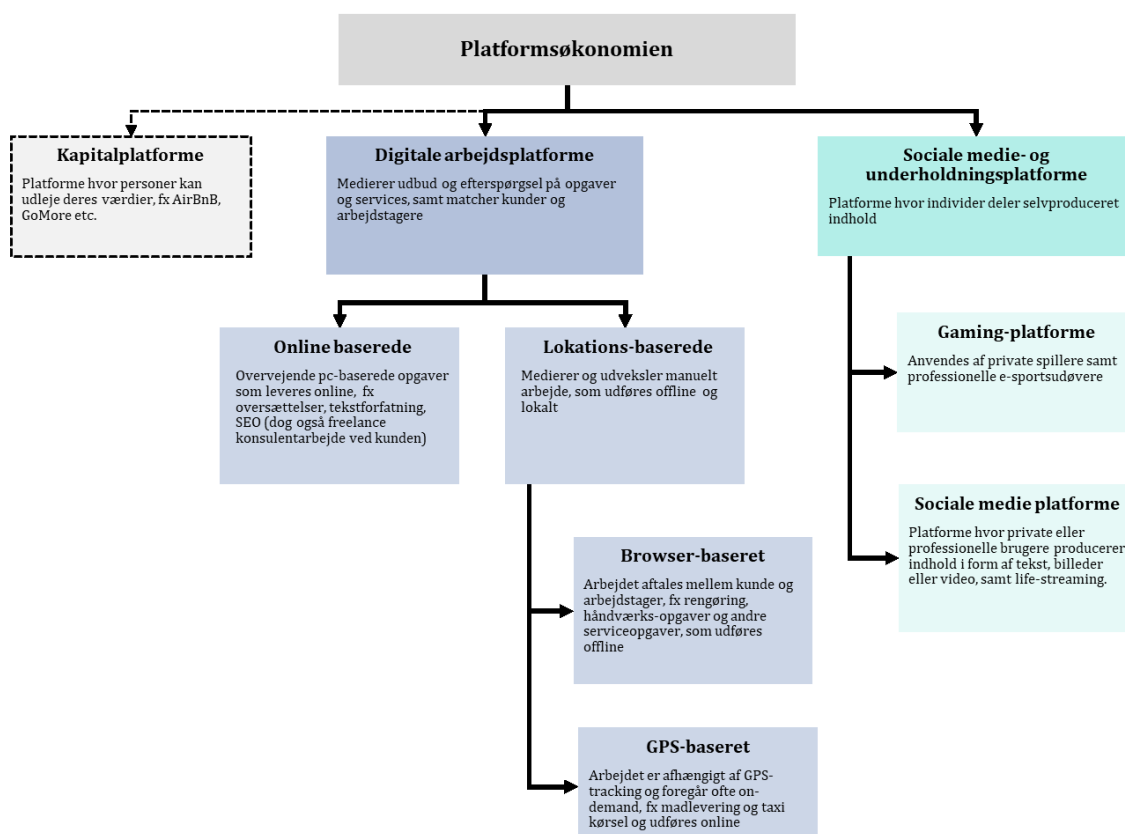 Platformsøkonomien
Kapitalplatforme
Platforme hvor personer kan
udleje deres værdier, fx AirBnB,
GoMore etc.
Digitale arbejdsplatforme
Medierer udbud og efterspørgsel på opgaver
og services, samt matcher kunder og
arbejdstagere
Sociale medie- og
underholdningsplatforme
Platforme hvor individer deler selvproduceret
indhold
Online baserede
Overvejende pc-baserede opgaver
som leveres online, fx
oversættelser, tekstforfatning,
SEO (dog også freelance
konsulentarbejde ved kunden)
Lokations-baserede
Medierer og udveksler manuelt
arbejde, som udføres offline og
lokalt
Gaming-platforme
Anvendes af private spillere samt
professionelle e-sportsudøvere
Sociale medie platforme
Platforme hvor private eller
professionelle brugere producerer
indhold i form af tekst, billeder
eller video, samt life-streaming.
Browser-baseret
Arbejdet aftales mellem kunde og
arbejdstager, fx rengøring,
håndværks-opgaver og andre
serviceopgaver, som udføres
offline
GPS-baseret
Arbejdet er afhængigt af GPS-
tracking og foregår ofte on-
demand, fx madlevering og taxi
kørsel og udføres online